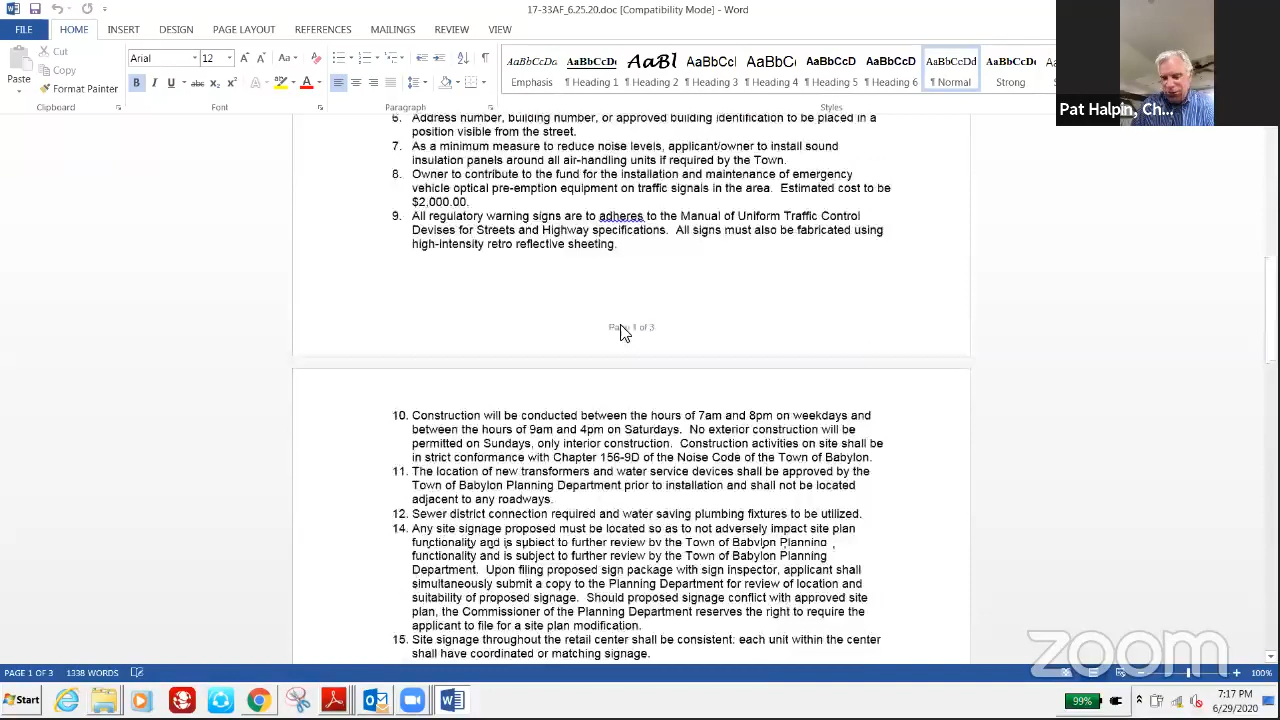 17-33AF_6.25.20.doc [Compatibility Mode] - Word
FILE HOME INSERT DESIGN PAGE LAYOUT REFERENCES MAILINGS REVIEW VIEW
Paste
Cut
Copy
Format Painter
Clipboard
Arial 12
Font
Paragraph
AaBbCcDd AaBbCcDc AaBl AaBbCcl AaBbC AaBbCcD AaBbCcD AaBbCcDd AaBbCcDc
Emphasis ¶ Heading 1 ¶ Heading 2 ¶ Heading 3 ¶ Heading 4 ¶ Heading 5 ¶ Heading 6 ¶ Normal Strong
Styles
Pat Halpin, Ch...
6. Address number, building number, or approved building identification to be placed in a
position visible from the street.
7. As a minimum measure to reduce noise levels, applicant/owner to install sound
insulation panels around all air-handling units if required by the Town.
8. Owner to contribute to the fund for the installation and maintenance of emergency
vehicle optical pre-emption equipment on traffic signals in the area. Estimated cost to be
$2,000.00.
9. All regulatory warning signs are to adheres to the Manual of Uniform Traffic Control
Devises for Streets and Highway specifications. All signs must also be fabricated using
high-intensity retro reflective sheeting.
Page 1 of 3
10. Construction will be conducted between the hours of 7am and 8pm on weekdays and
between the hours of 9am and 4pm on Saturdays. No exterior construction will be
permitted on Sundays, only interior construction. Construction activities on site shall be
in strict conformance with Chapter 156-9D of the Noise Code of the Town of Babylon.
11. The location of new transformers and water service devices shall be approved by the
Town of Babylon Planning Department prior to installation and shall not be located
adjacent to any roadways.
12. Sewer district connection required and water saving plumbing fixtures to be utilized.
14. Any site signage proposed must be located so as to not adversely impact site plan
functionality and is subject to further review by the Town of Babylon Planning ,
functionality and is subject to further review by the Town of Babylon Planning
Department. Upon filing proposed sign package with sign inspector, applicant shall
simultaneously submit a copy to the Planning Department for review of location and
suitability of proposed signage. Should proposed signage conflict with approved site
plan, the Commissioner of the Planning Department reserves the right to require the
applicant to file for a site plan modification.
15. Site signage throughout the retail center shall be consistent: each unit within the center
shall have coordinated or matching signage.
zoom
PAGE 1 OF 3 1338 WORDS 100%
Start 99% 7:17 PM
6/29/2020